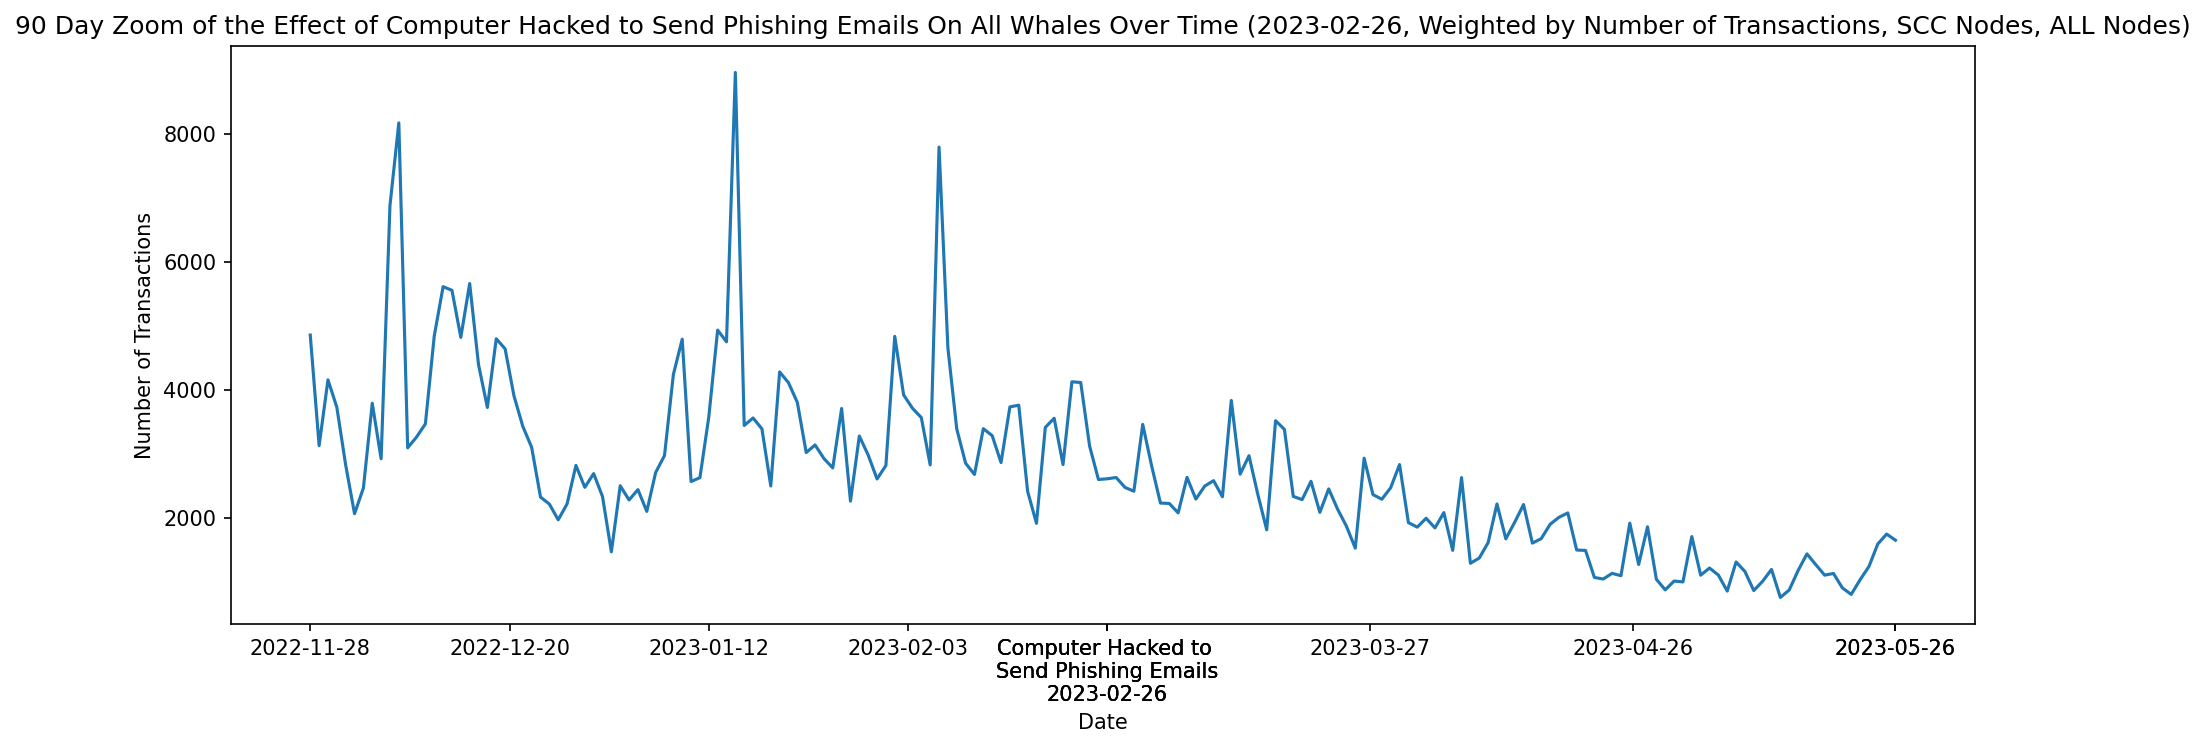 90 Day Zoom of the Effect of Computer Hacked to Send Phishing Emails On All Whales Over Time (2023-02-26, Weighted by Number of Transactions, SCC Nodes, ALL Nodes)
Number of Transactions
8000
6000
4000
2000
2022-11-28
2022-12-20
2023-01-12
2023-02-03
Computer Hacked to
Send Phishing Emails
2023-02-26
2023-03-27
2023-04-26
2023-05-26
Date